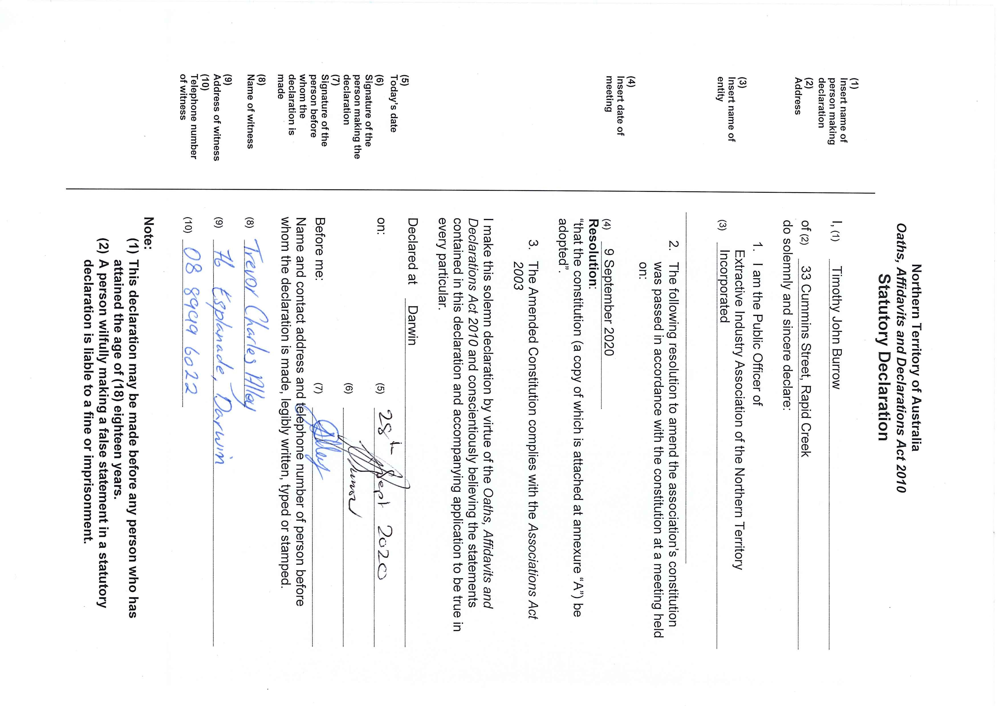 Northern Territory of Australia
Oaths, Affidavits and Declarations Act 2010
Statutory Declaration
(1)
Insert name of
person making
declaration
(2)
Address
I, (1) Timothy John Burrow
of (2) 33 Cummins Street, Rapid Creek
do solemnly and sincere declare:
1. I am the Public Officer of
(3)
Insert name of
entity
Extractive Industry Association of the Northern Territory
(3) Incorporated
2. The following resolution to amend the association's constitution
was passed in accordance with the constitution at a meeting held
on:
(4)
Insert date of
meeting
(4) 9 September 2020
Resolution:
"that the constitution (a copy of which is attached at annexure "A") be
adopted".
3. The Amended Constitution complies with the Associations Act
2003
I make this solemn declaration by virtue of the Oaths, Affidavits and
Declarations Act 2010 and conscientiously believing the statements
contained in this declaration and accompanying application to be true in
every particular.
(5)
Today's date
(6)
Signature of the
person making the
declaration
(7)
Signature of the
person before
whom the
declaration is
made
(8)
Name of witness
(9)
Address of witness
(10)
Telephone number
of witness
Declared at Darwin
on: (5) 28 Sept 2020
(6)
Before me: (7)
Name and contact address and telephone number of person before
whom the declaration is made, legibly written, typed or stamped.
(8) Trevor Charles Alley
(9) Esplanade, Darwin
(10) 08 8999 6022
Note:
(1) This declaration may be made before any person who has
attained the age of (18) eighteen years.
(2) A person wilfully making a false statement in a statutory
declaration is liable to a fine or imprisonment.